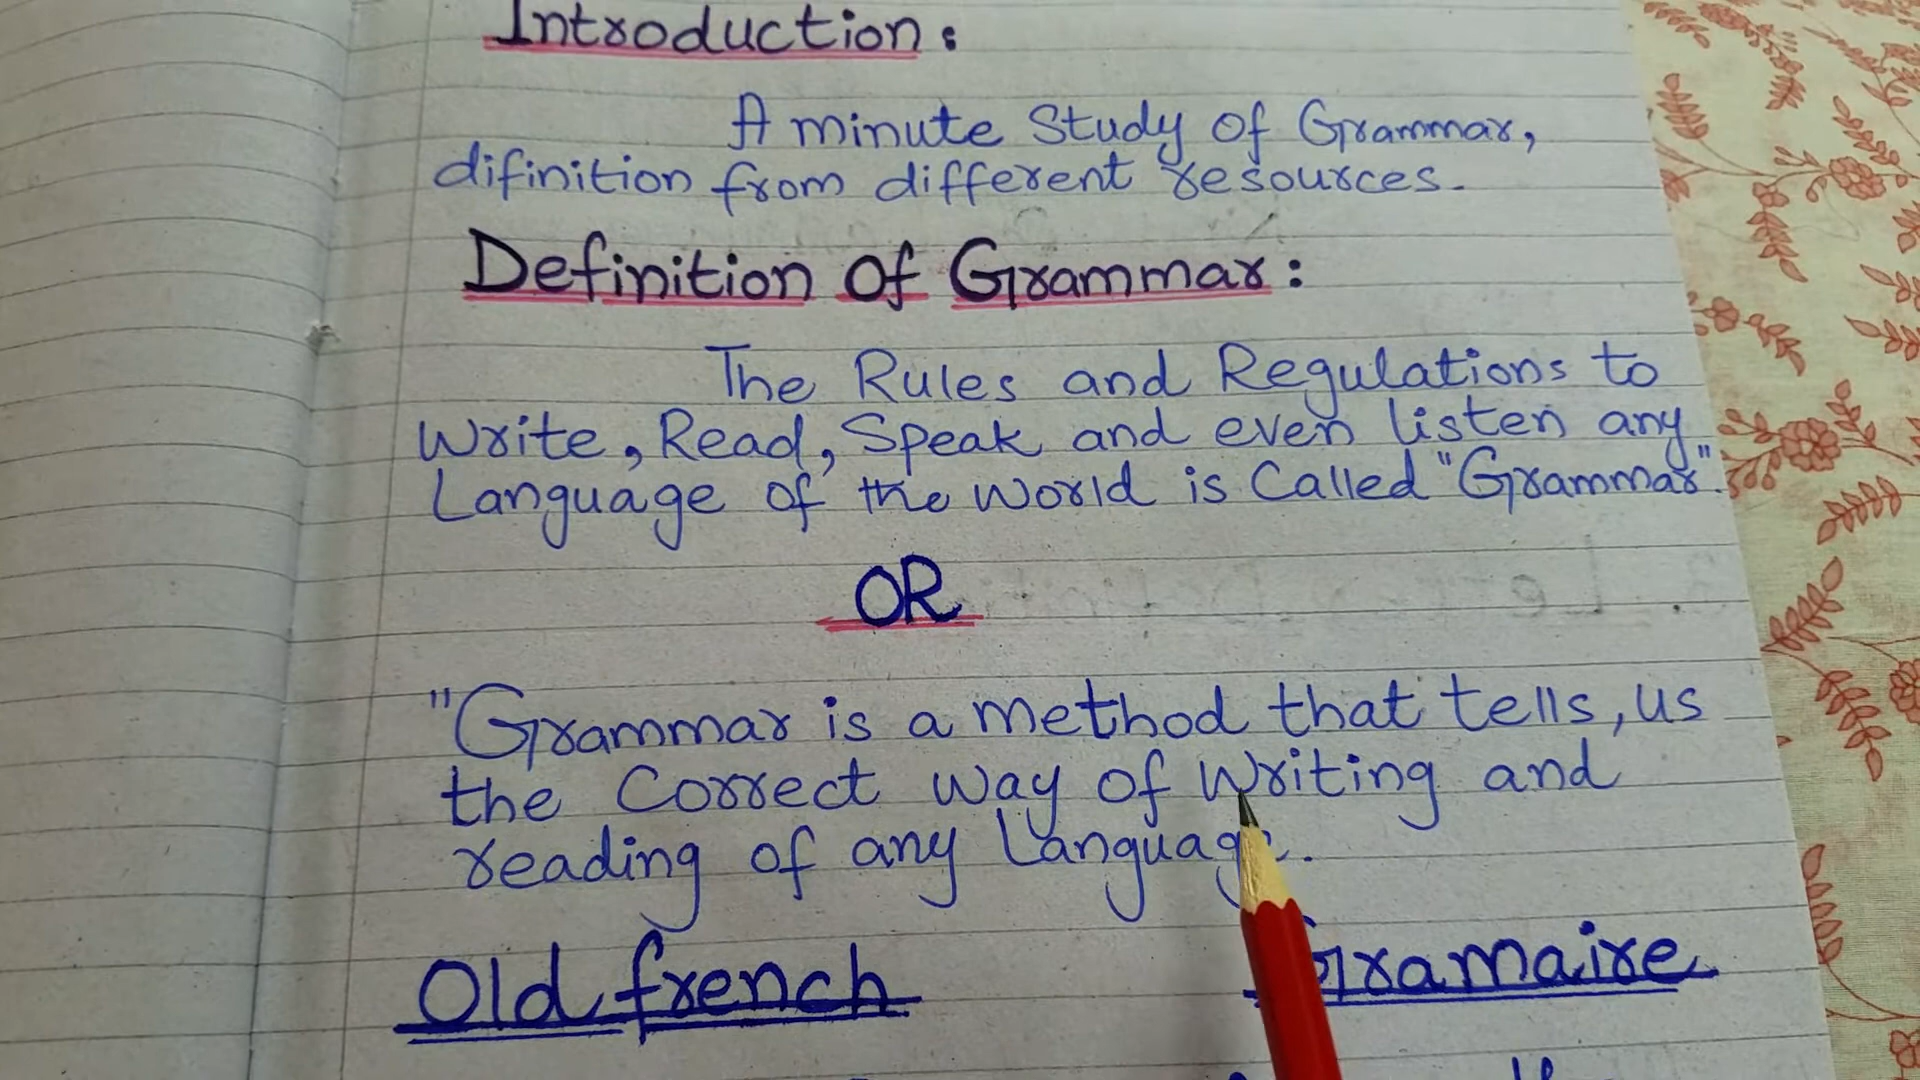 Introduction:
A minute Study of Grammar,
difinition from different resources.
Definition of Grammar:
The Rules and Regulations to
Write, Read, Speak and even listen any
Language of the World is Called "Grammar".
OR
"Grammar is a method that tells, us
the Correct way of Writing and
reading of any Language.
Old french Gramaire